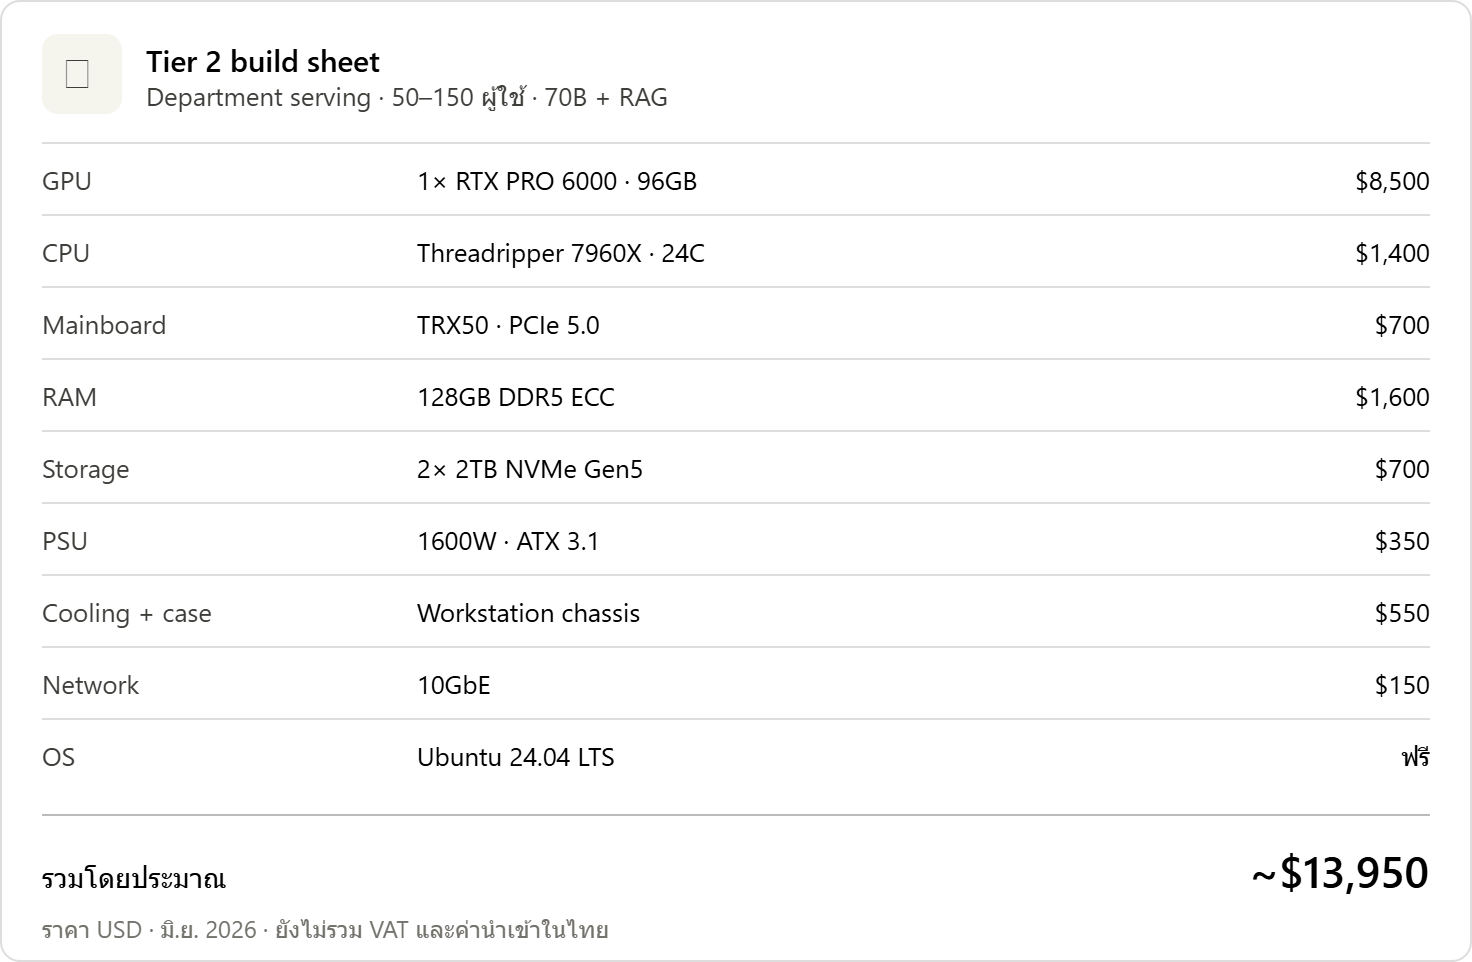 Tier 2 build sheet
Department serving · 50–150 ผู้ใช้ · 70B + RAG
GPU 1× RTX PRO 6000 · 96GB $8,500
CPU Threadripper 7960X · 24C $1,400
Mainboard TRX50 · PCIe 5.0 $700
RAM 128GB DDR5 ECC $1,600
Storage 2× 2TB NVMe Gen5 $700
PSU 1600W · ATX 3.1 $350
Cooling + case Workstation chassis $550
Network 10GbE $150
OS Ubuntu 24.04 LTS ฟรี
รวมโดยประมาณ ~$13,950
ราคา USD · มิ.ย. 2026 · ยังไม่รวม VAT และค่านำเข้าในไทย